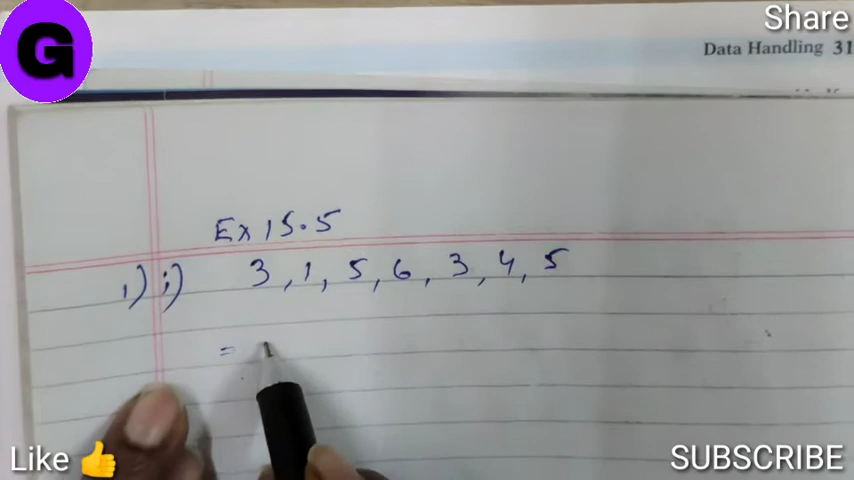 G
Share
Data Handling 31
Ex 15.5
1) i) 3, 1, 5, 6, 3, 4, 5
=
Like 👍
SUBSCRIBE